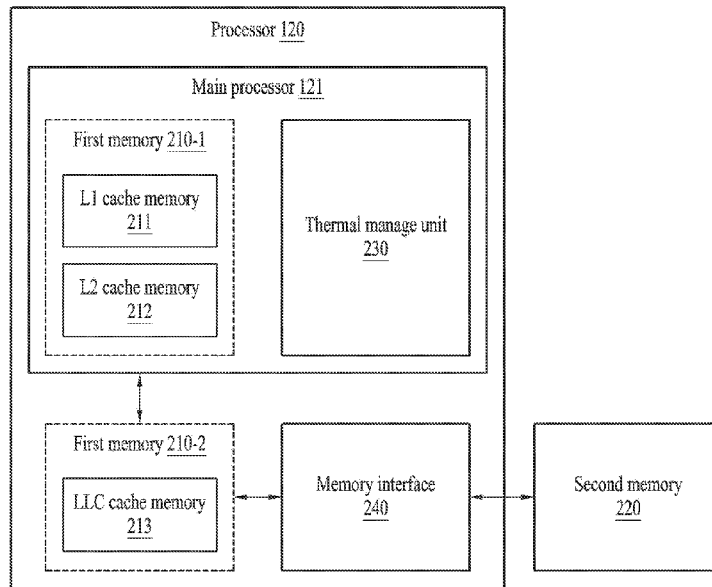 Processor 120
Main processor 121
First memory 210-1
L1 cache memory
211
L2 cache memory
212
Thermal manage unit
230
First memory 210-2
LLC cache memory
213
Memory interface
240
Second memory
220